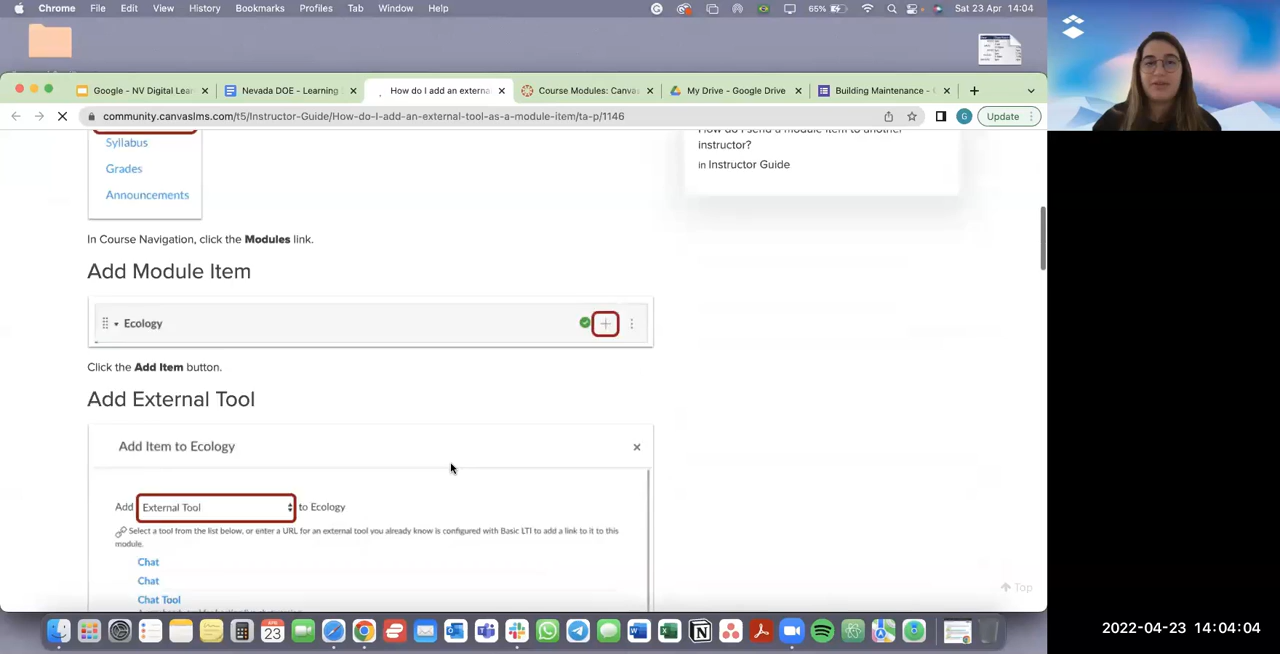 Chrome File Edit View History Bookmarks Profiles Tab Window Help 65% Sat 23 Apr 14:04
Google - NV Digital Lear
Nevada DOE - Learning
How do I add an externa
Course Modules: Canvas
My Drive - Google Drive
Building Maintenance -
community.canvaslms.com/t5/Instructor-Guide/How-do-I-add-an-external-tool-as-a-module-item/ta-p/1146
G
Update
How do I send a module item to another
instructor?
in Instructor Guide
Syllabus
Grades
Announcements
In Course Navigation, click the Modules link.
Add Module Item
Ecology
Click the Add Item button.
Add External Tool
Add Item to Ecology
Add External Tool to Ecology
Select a tool from the list below, or enter a URL for an external tool you already know is configured with Basic LTI to add a link to it to this
module.
Chat
Chat
Chat Tool
Top
APR
23
2022-04-23 14:04:04